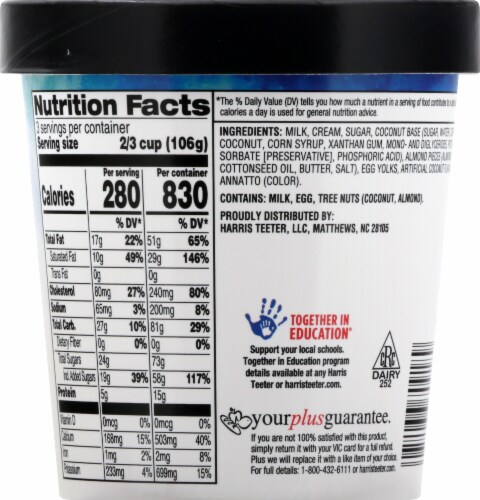 Nutrition Facts
3 servings per container
Serving size 2/3 cup (106g)
Per serving Per container
Calories 280 830
% DV* % DV*
Total Fat 17g 22% 51g 65%
Saturated Fat 10g 49% 29g 146%
Trans Fat 0g 0g
Cholesterol 80mg 27% 240mg 80%
Sodium 65mg 3% 200mg 8%
Total Carb. 27g 10% 81g 29%
Dietary Fiber 0g 0% 0g 0%
Total Sugars 24g 73g
Incl. Added Sugars 19g 39% 58g 117%
Protein 5g 15g
Vitamin D 0mcg 0% 0mcg 0%
Calcium 168mg 15% 503mg 40%
Iron 1mg 2% 2mg 8%
Potassium 233mg 4% 699mg 15%
*The % Daily Value (DV) tells you how much a nutrient in a serving of food contributes to
calories a day is used for general nutrition advice.
INGREDIENTS: MILK, CREAM, SUGAR, COCONUT BASE (SUGAR, WATER,
COCONUT, CORN SYRUP, XANTHAN GUM, MONO- AND DIGLYCERIDES,
SORBATE [PRESERVATIVE], PHOSPHORIC ACID), ALMOND PIECES (ALMONDS,
COTTONSEED OIL, BUTTER, SALT), EGG YOLKS, ARTIFICIAL COCONUT
ANNATTO (COLOR).
CONTAINS: MILK, EGG, TREE NUTS (COCONUT, ALMOND).
PROUDLY DISTRIBUTED BY:
HARRIS TEETER, LLC, MATTHEWS, NC 28105
TOGETHER IN
EDUCATION®
Support your local schools.
Together in Education program
details available at any Harris
Teeter or harristeeter.com.
CRC
DAIRY
252
yourplusguarantee.
If you are not 100% satisfied with this product,
simply return it with your VIC card for a full refund.
Plus we will replace it with a like item of your choice.
For full details: 1-800-432-6111 or harristeeter.com.